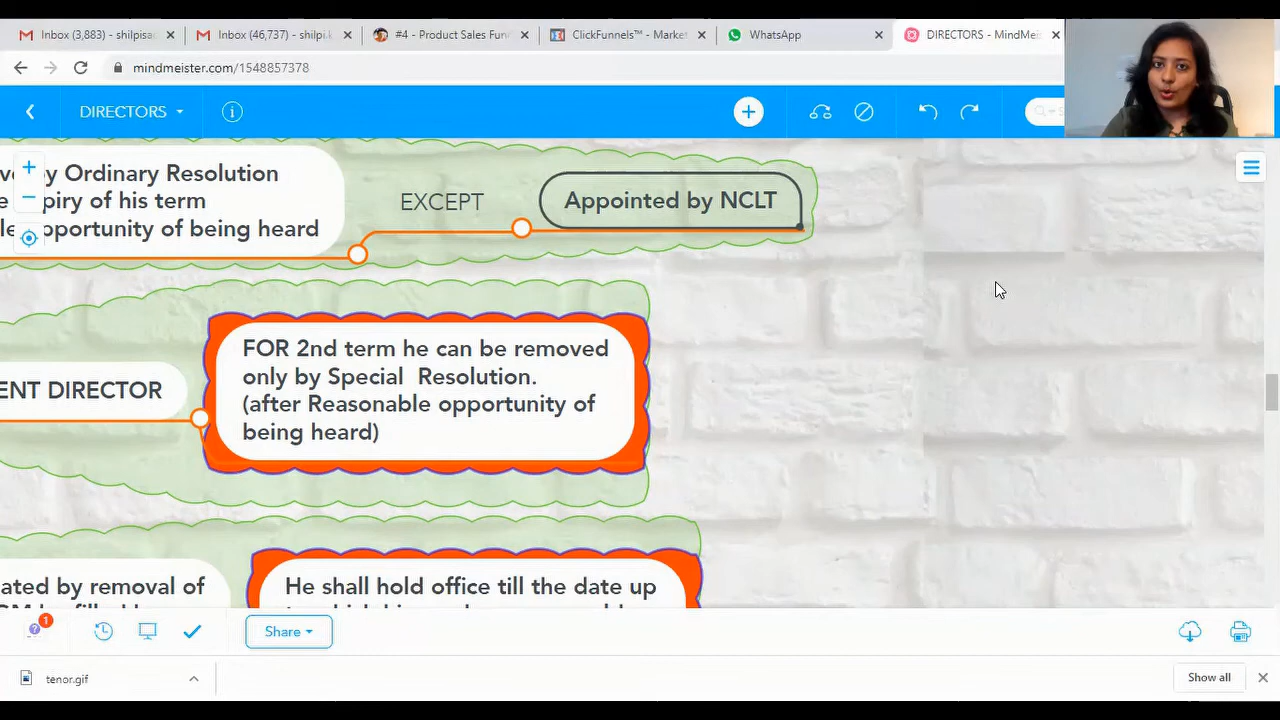 Inbox (3,883) - shilpisa
Inbox (46,737) - shilpi.k
#4 - Product Sales Fun
ClickFunnels™ - Market
WhatsApp
DIRECTORS - MindMeis
mindmeister.com/1548857378
DIRECTORS
by Ordinary Resolution
piry of his term
opportunity of being heard
EXCEPT
Appointed by NCLT
ENT DIRECTOR
FOR 2nd term he can be removed
only by Special Resolution.
(after Reasonable opportunity of
being heard)
ated by removal of
He shall hold office till the date up
1
Share
tenor.gif
Show all